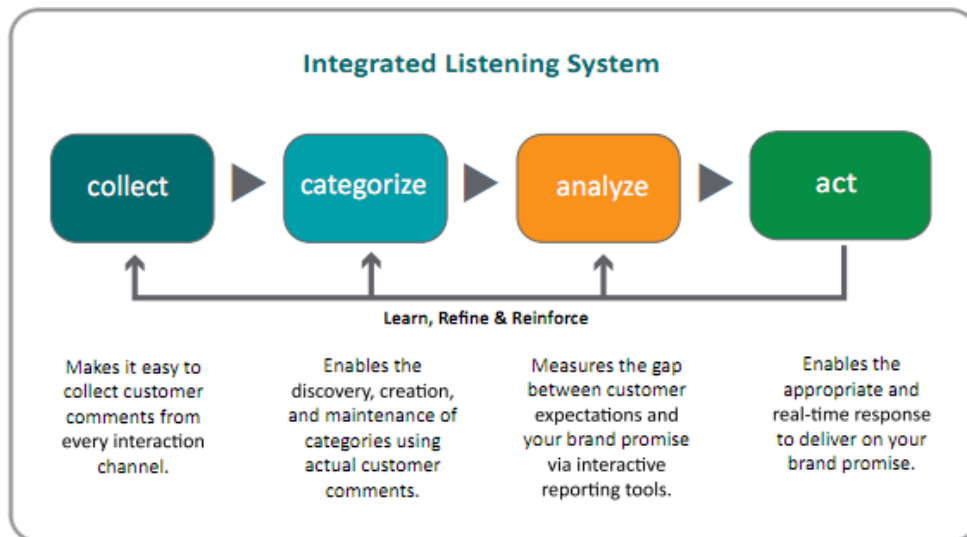 Integrated Listening System
collect
categorize
analyze
act
Learn, Refine & Reinforce
Makes it easy to
collect customer
comments from
every interaction
channel.
Enables the
discovery, creation,
and maintenance of
categories using
actual customer
comments.
Measures the gap
between customer
expectations and
your brand promise
via interactive
reporting tools.
Enables the
appropriate and
real-time response
to deliver on your
brand promise.